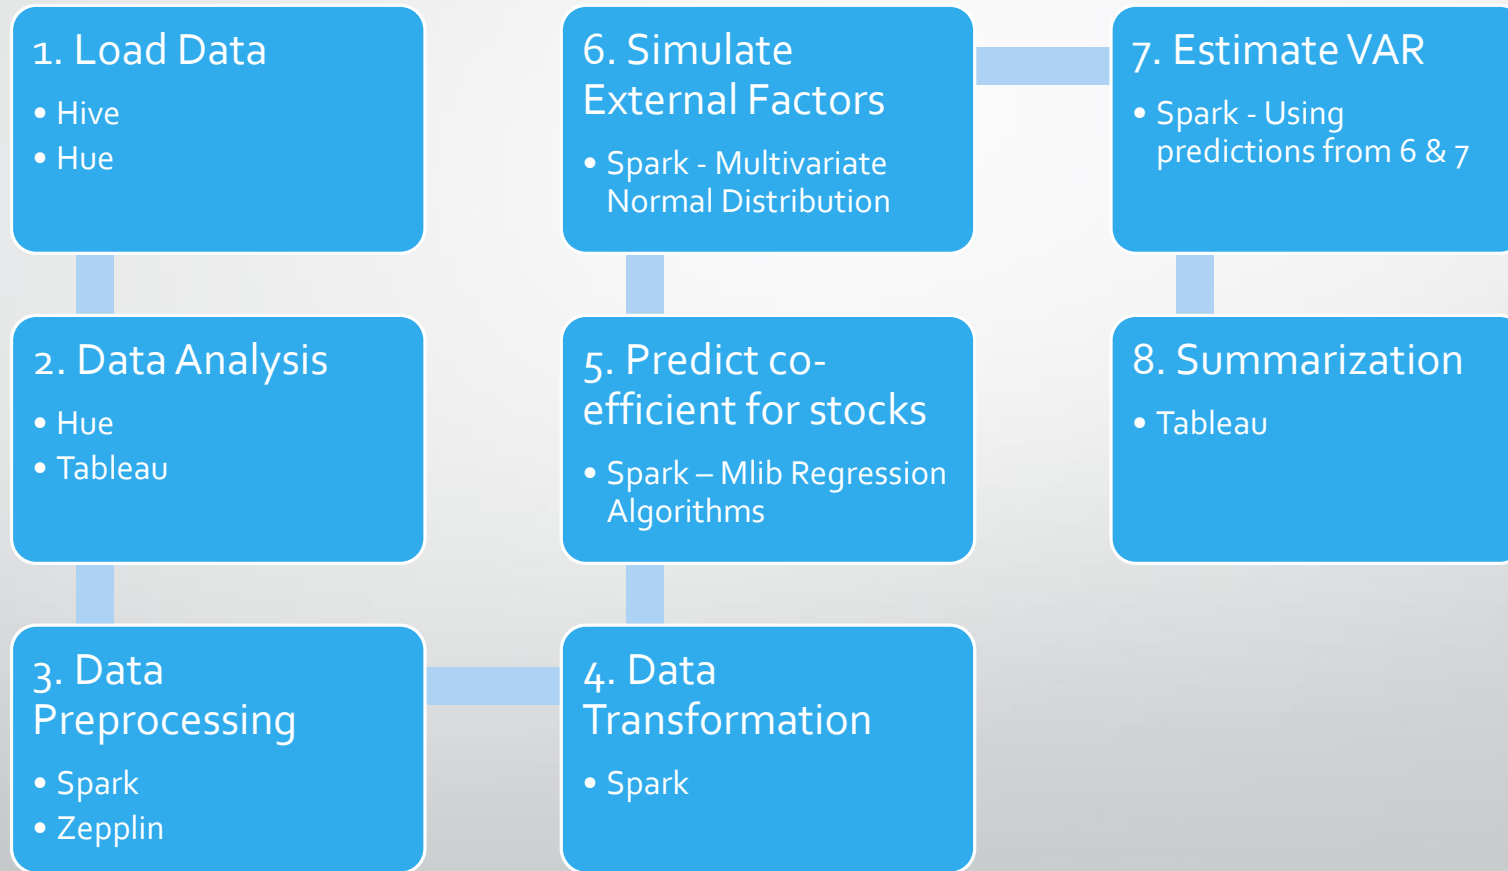 1. Load Data
• Hive
• Hue
2. Data Analysis
• Hue
• Tableau
3. Data
Preprocessing
• Spark
• Zepplin
4. Data
Transformation
• Spark
5. Predict co-
efficient for stocks
• Spark – Mlib Regression
Algorithms
6. Simulate
External Factors
• Spark - Multivariate
Normal Distribution
7. Estimate VAR
• Spark - Using
predictions from 6 & 7
8. Summarization
• Tableau